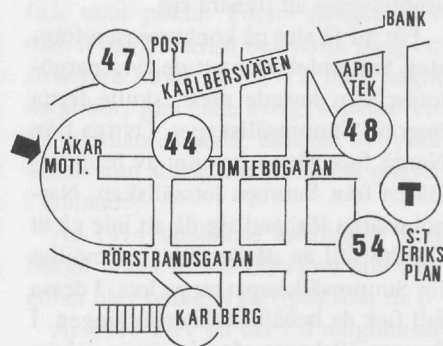 BANK
47
POST
KARLBERSVÄGEN
APO-
TEK
44
48
LÄKAR
MOTT.
TOMTEBOGATAN
T
54
S:T
ERIKS
PLAN
RÖRSTRANDSGATAN
KARLBERG